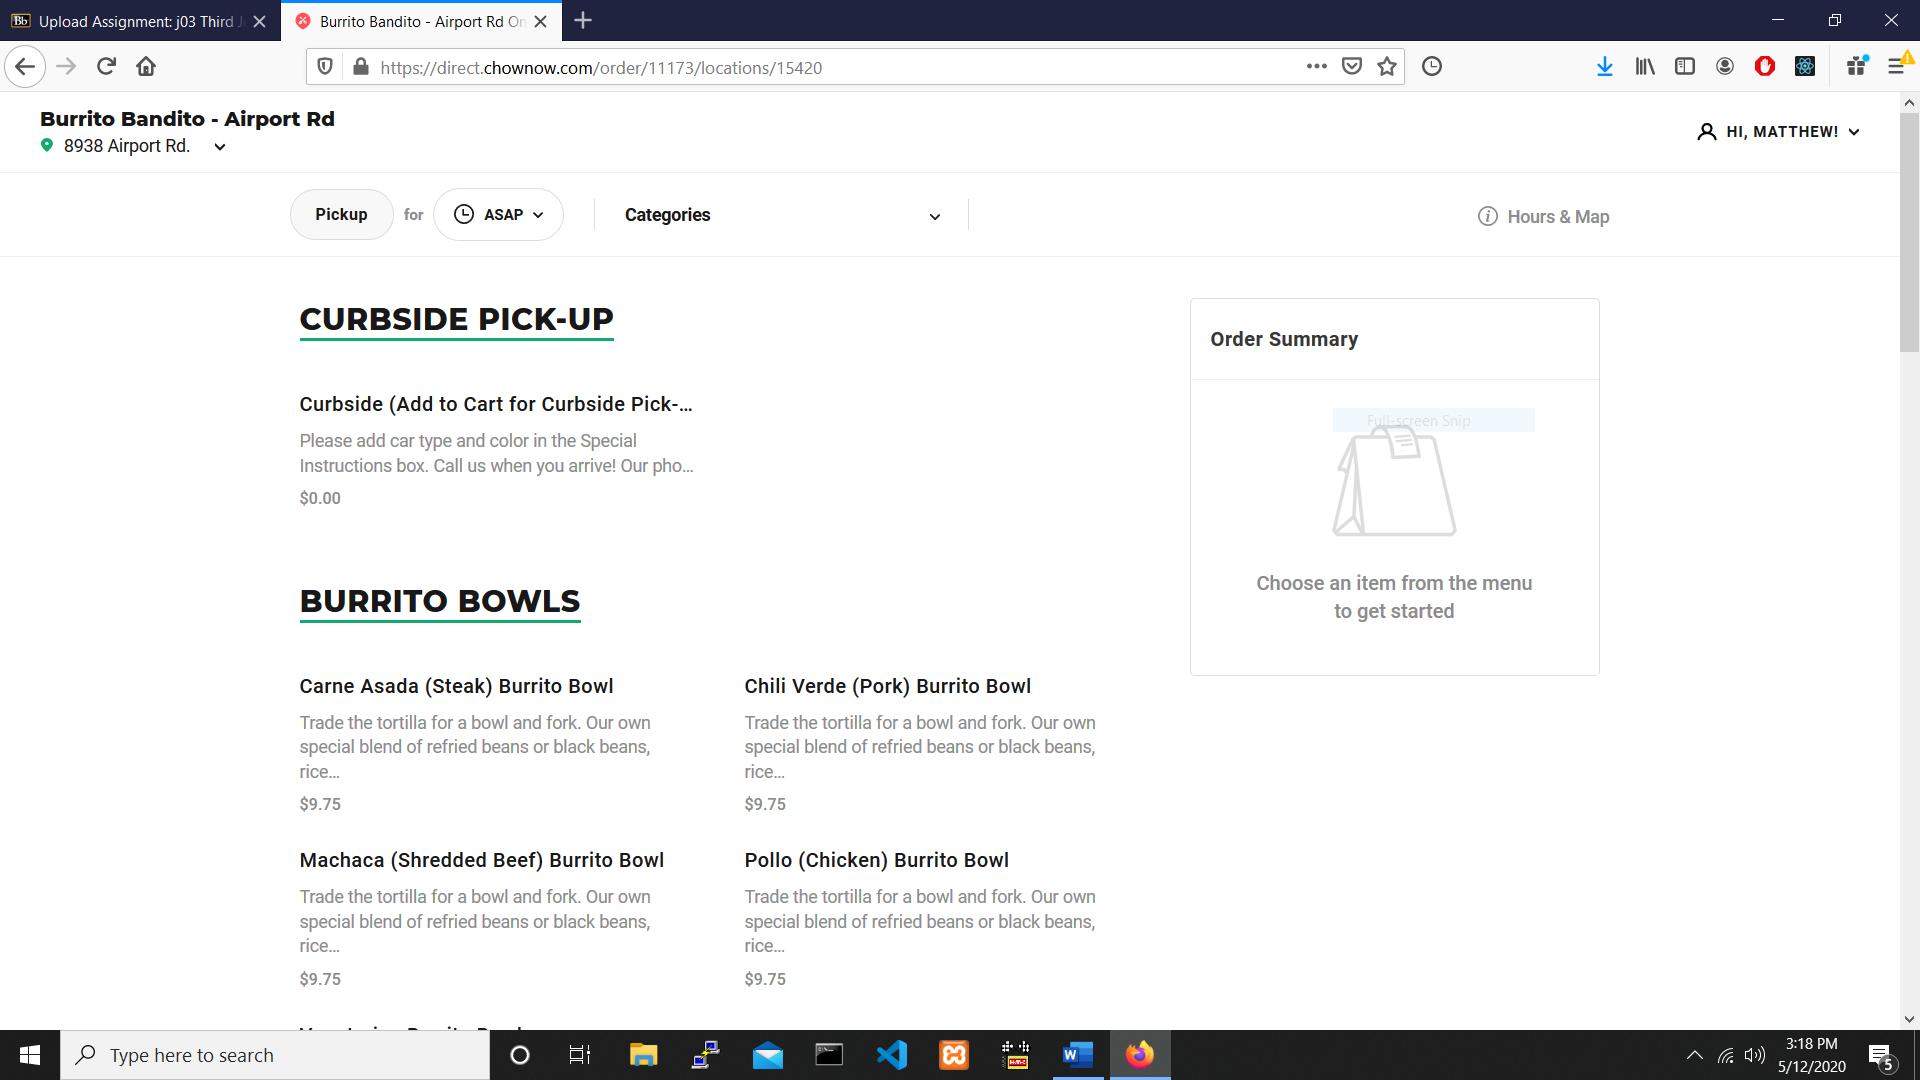 Upload Assignment: j03 Third J
Burrito Bandito - Airport Rd On
https://direct.chownow.com/order/11173/locations/15420
Burrito Bandito - Airport Rd
8938 Airport Rd.
HI, MATTHEW!
Pickup for ASAP
Categories
Hours & Map
CURBSIDE PICK-UP
Curbside (Add to Cart for Curbside Pick-...
Please add car type and color in the Special
Instructions box. Call us when you arrive! Our pho...
$0.00
Order Summary
Full-screen Snip
Choose an item from the menu
to get started
BURRITO BOWLS
Carne Asada (Steak) Burrito Bowl
Trade the tortilla for a bowl and fork. Our own
special blend of refried beans or black beans,
rice...
$9.75
Chili Verde (Pork) Burrito Bowl
Trade the tortilla for a bowl and fork. Our own
special blend of refried beans or black beans,
rice...
$9.75
Machaca (Shredded Beef) Burrito Bowl
Trade the tortilla for a bowl and fork. Our own
special blend of refried beans or black beans,
rice...
$9.75
Pollo (Chicken) Burrito Bowl
Trade the tortilla for a bowl and fork. Our own
special blend of refried beans or black beans,
rice...
$9.75
Type here to search
3:18 PM
5/12/2020
5